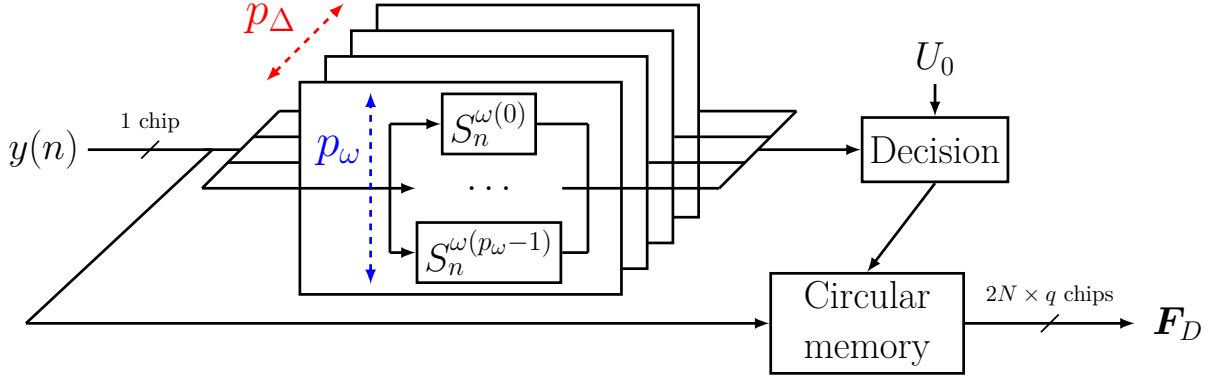 p_Δ
U_0
1 chip
y(n)
p_ω
S_n^{ω(0)}
Decision
· · ·
S_n^{ω(p_ω−1)}
Circular
memory
2N × q chips
F_D